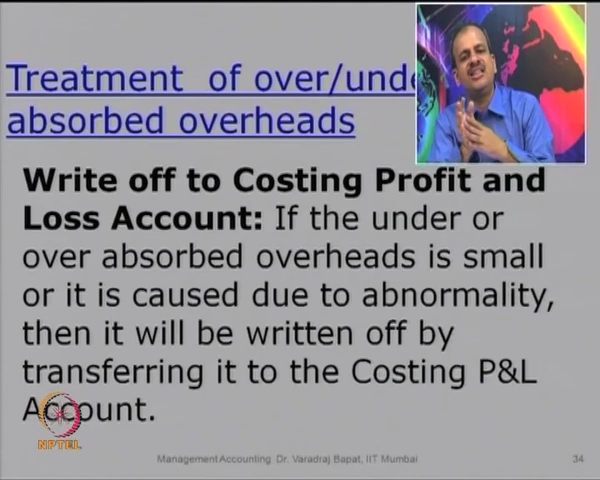 Treatment of over/unde
absorbed overheads
Write off to Costing Profit and
Loss Account: If the under or
over absorbed overheads is small
or it is caused due to abnormality,
then it will be written off by
transferring it to the Costing P&L
Account.
NPTEL
Management Accounting Dr. Varadraj Bapat, IIT Mumbai
34